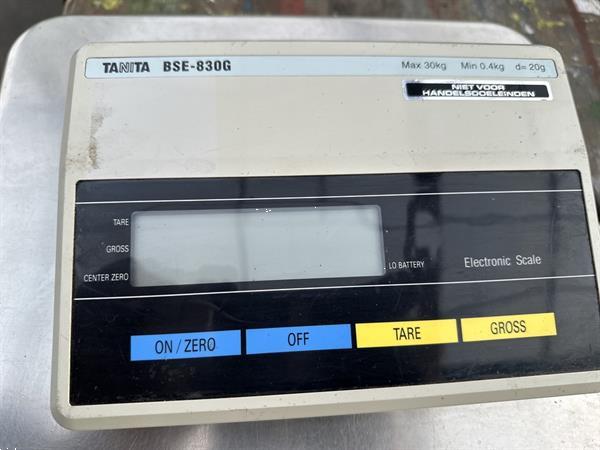 TANITA BSE-830G Max 30kg Min 0.4kg d= 20g
NIET VOOR
HANDELSDOELEINDEN
TARE
GROSS
CENTER ZERO
LO BATTERY
Electronic Scale
ON / ZERO OFF TARE GROSS